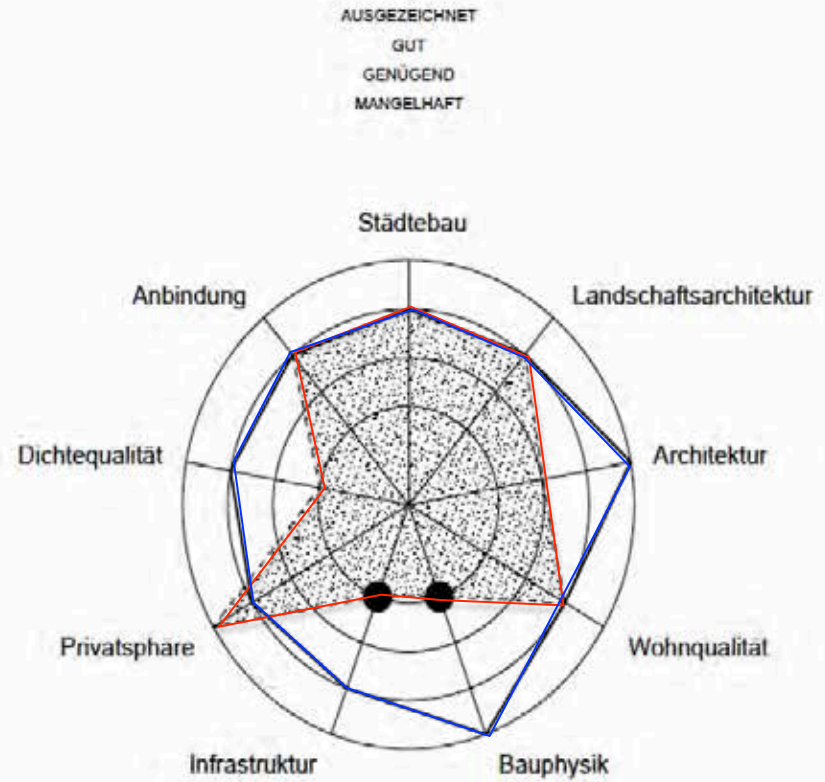 AUSGEZEICHNET
GUT
GENÜGEND
MANGELHAFT
Städtebau
Anbindung
Landschaftsarchitektur
Dichtequalität
Architektur
Privatsphäre
Wohnqualität
Infrastruktur
Bauphysik